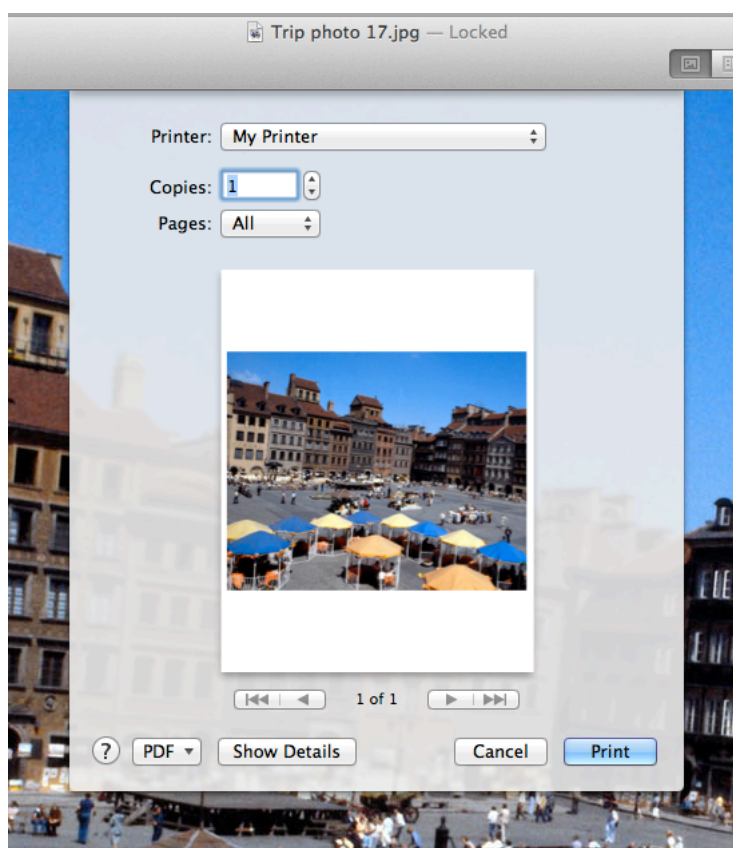 Trip photo 17.jpg — Locked
Printer: My Printer
Copies: 1
Pages: All
1 of 1
? PDF Show Details Cancel Print